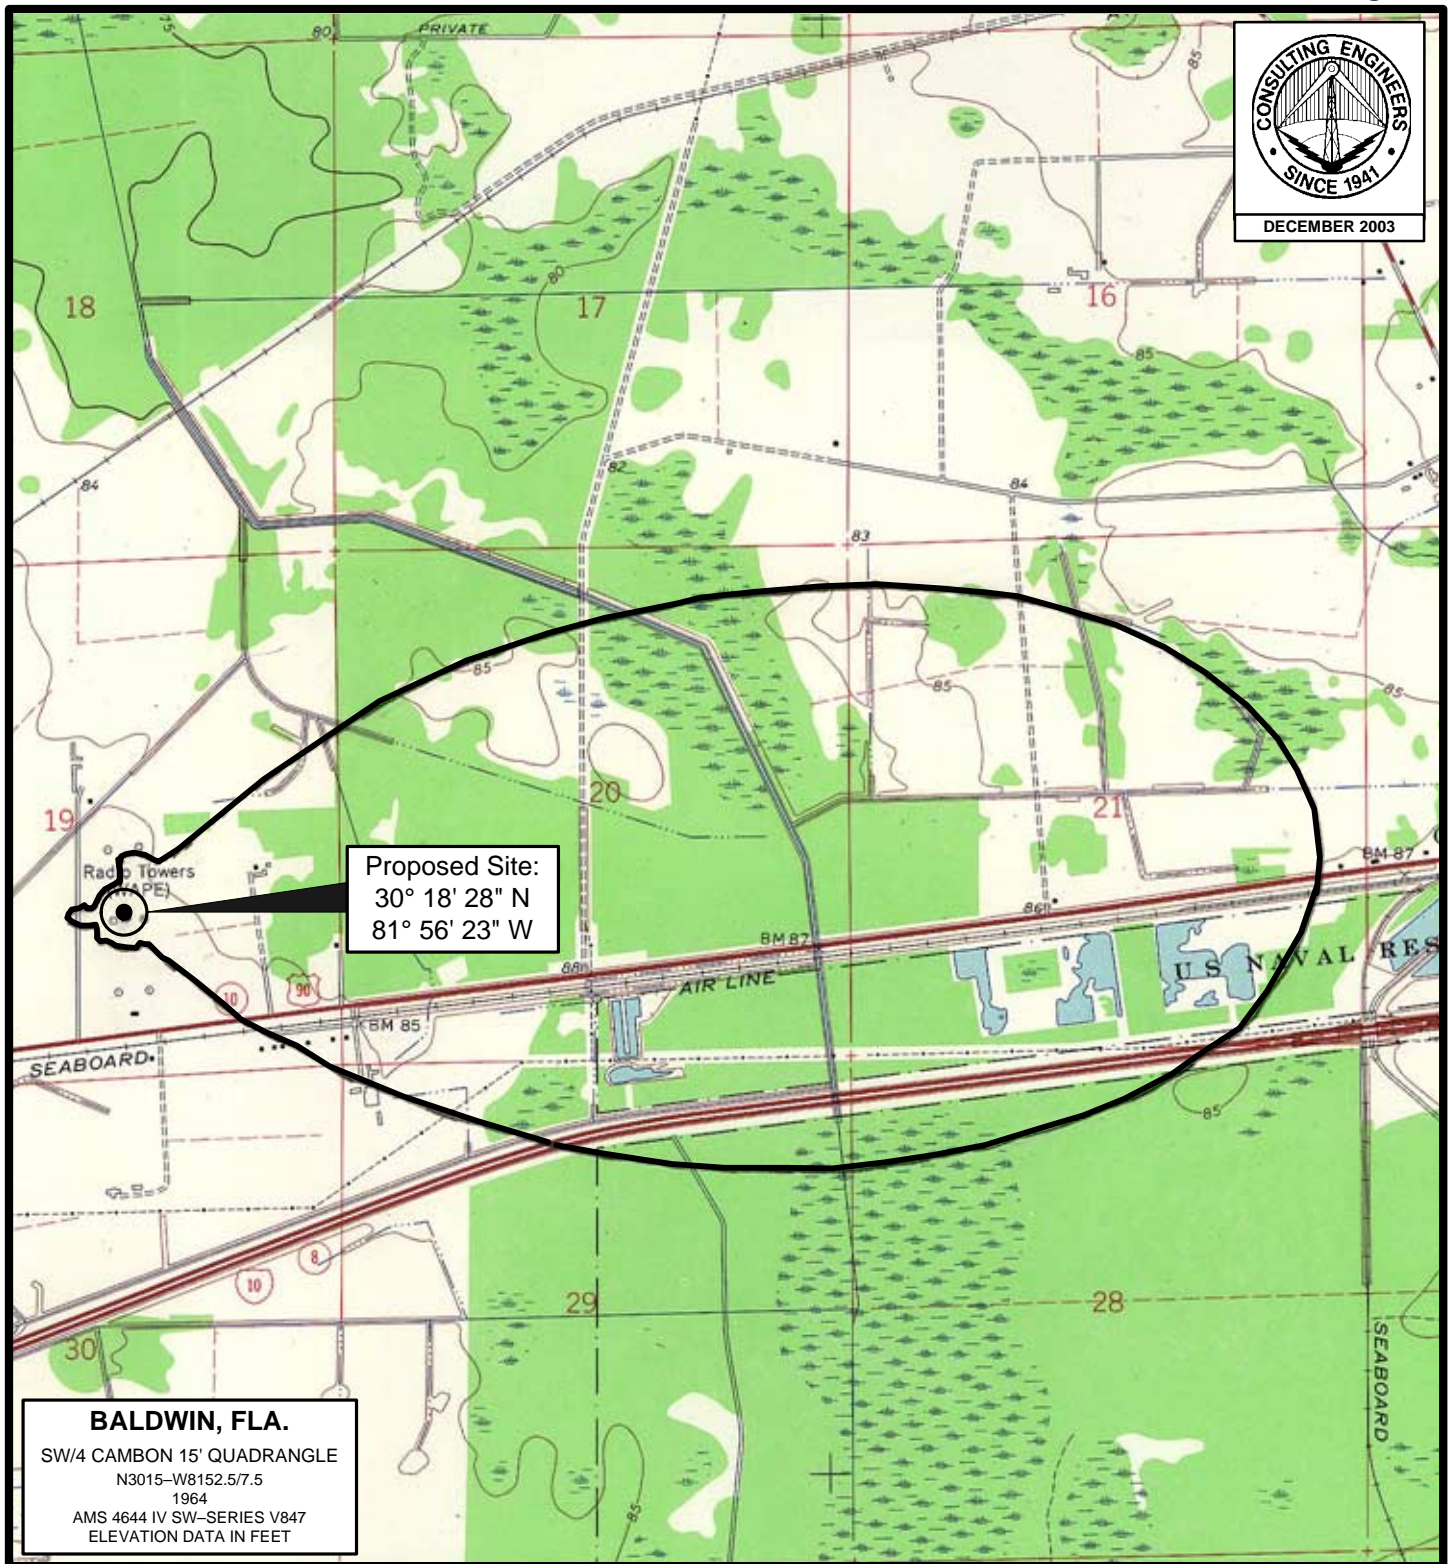 PRIVATE
80
75
CONSULTING ENGINEERS
SINCE 1941
DECEMBER 2003
85
18
80
17
16
85
84
82
84
83
85
85
85
19
20
21
Radio Towers
(WAPE)
Proposed Site:
30° 18' 28" N
81° 56' 23" W
BM 87
86
BM 87
88
AIR LINE
U S NAVAL RES
10
90
BM 85
SEABOARD
85
8
10
29
28
30
SEABOARD
85
BALDWIN, FLA.
SW/4 CAMBON 15' QUADRANGLE
N3015–W8152.5/7.5
1964
AMS 4644 IV SW–SERIES V847
ELEVATION DATA IN FEET